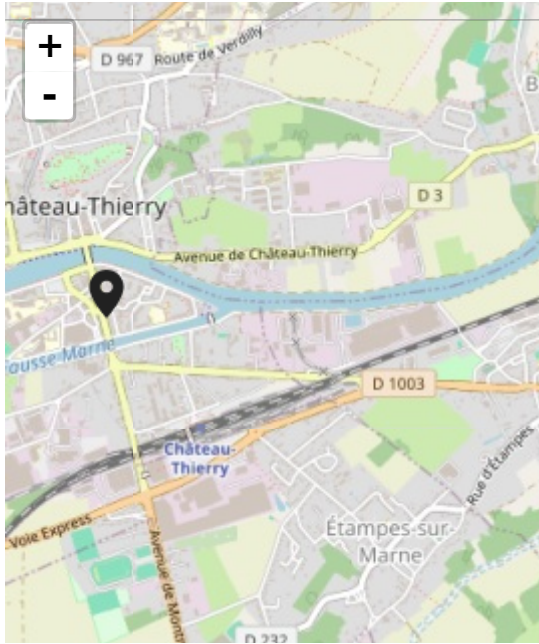 +
-
D 967
Route de Verdilly
B
hâteau-Thierry
D 3
Avenue de Château-Thierry
ausse Marne
D 1003
Château-
Thierry
Rue d'Étampes
Voie Express
Étampes-sur-
Marne
Avenue de Montm
D 232